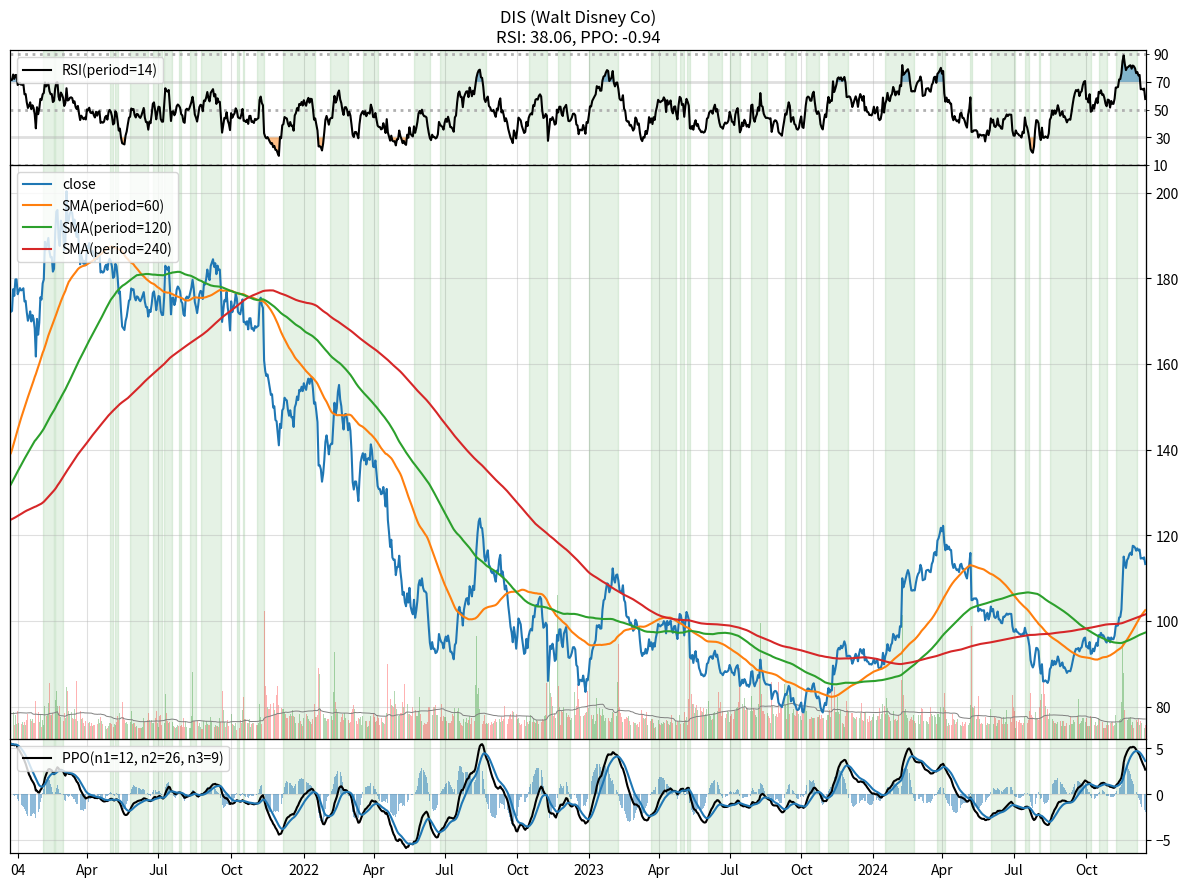 DIS (Walt Disney Co)
RSI: 38.06, PPO: -0.94
RSI(period=14)
90
70
50
30
10
close
SMA(period=60)
SMA(period=120)
SMA(period=240)
200
180
160
140
120
100
80
PPO(n1=12, n2=26, n3=9)
5
0
−5
04 Apr Jul Oct 2022 Apr Jul Oct 2023 Apr Jul Oct 2024 Apr Jul Oct